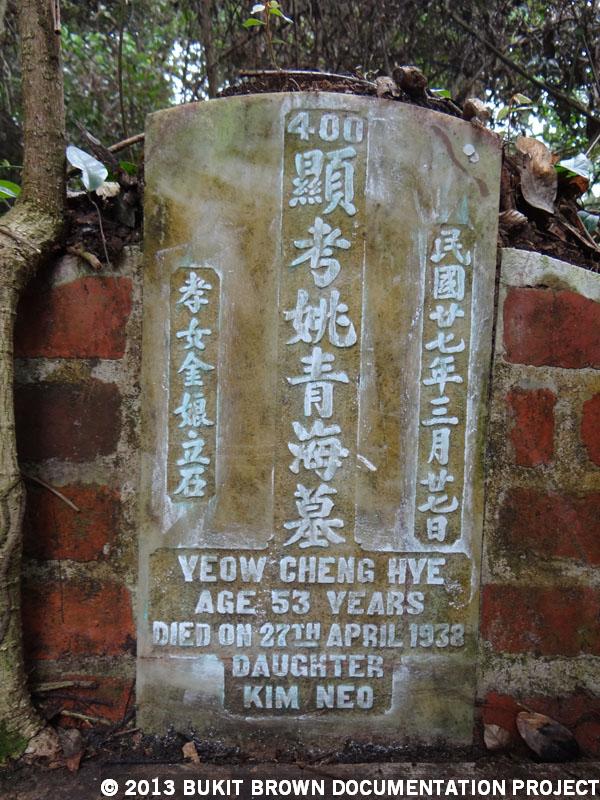 400
民國廿七年三月廿七日
顯考姚青海墓
孝女金娘立石
YEOW CHENG HYE
AGE 53 YEARS
DIED ON 27TH APRIL 1938
DAUGHTER
KIM NEO
© 2013 BUKIT BROWN DOCUMENTATION PROJECT